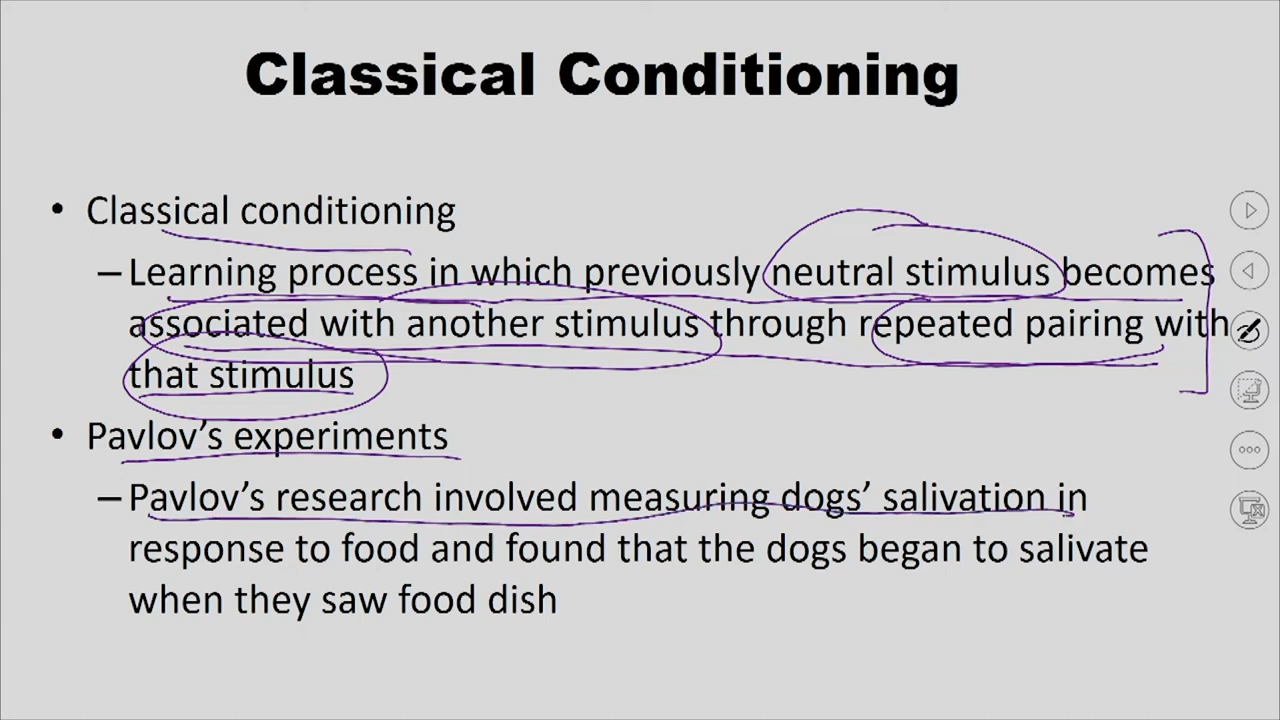 Classical Conditioning
• Classical conditioning
– Learning process in which previously neutral stimulus becomes
associated with another stimulus through repeated pairing with
that stimulus
• Pavlov’s experiments
– Pavlov’s research involved measuring dogs’ salivation in
response to food and found that the dogs began to salivate
when they saw food dish